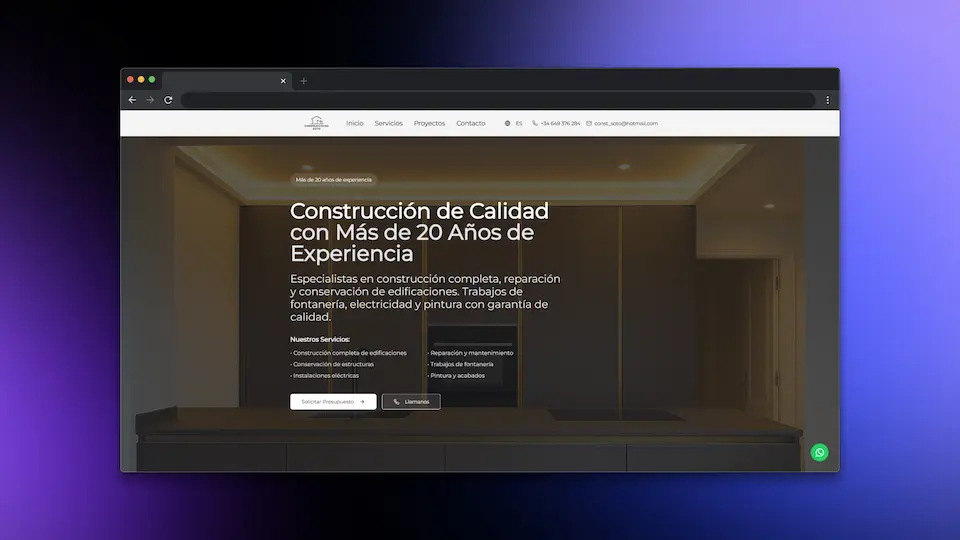 CONSTRUCCIONES
SOTO
Inicio Servicios Proyectos Contacto ES +34 649 376 284 const_soto@hotmail.com
Más de 20 años de experiencia
Construcción de Calidad
con Más de 20 Años de
Experiencia
Especialistas en construcción completa, reparación
y conservación de edificaciones. Trabajos de
fontanería, electricidad y pintura con garantía de
calidad.
Nuestros Servicios:
• Construcción completa de edificaciones • Reparación y mantenimiento
• Conservación de estructuras • Trabajos de fontanería
• Instalaciones eléctricas • Pintura y acabados
Solicitar Presupuesto → Llamanos